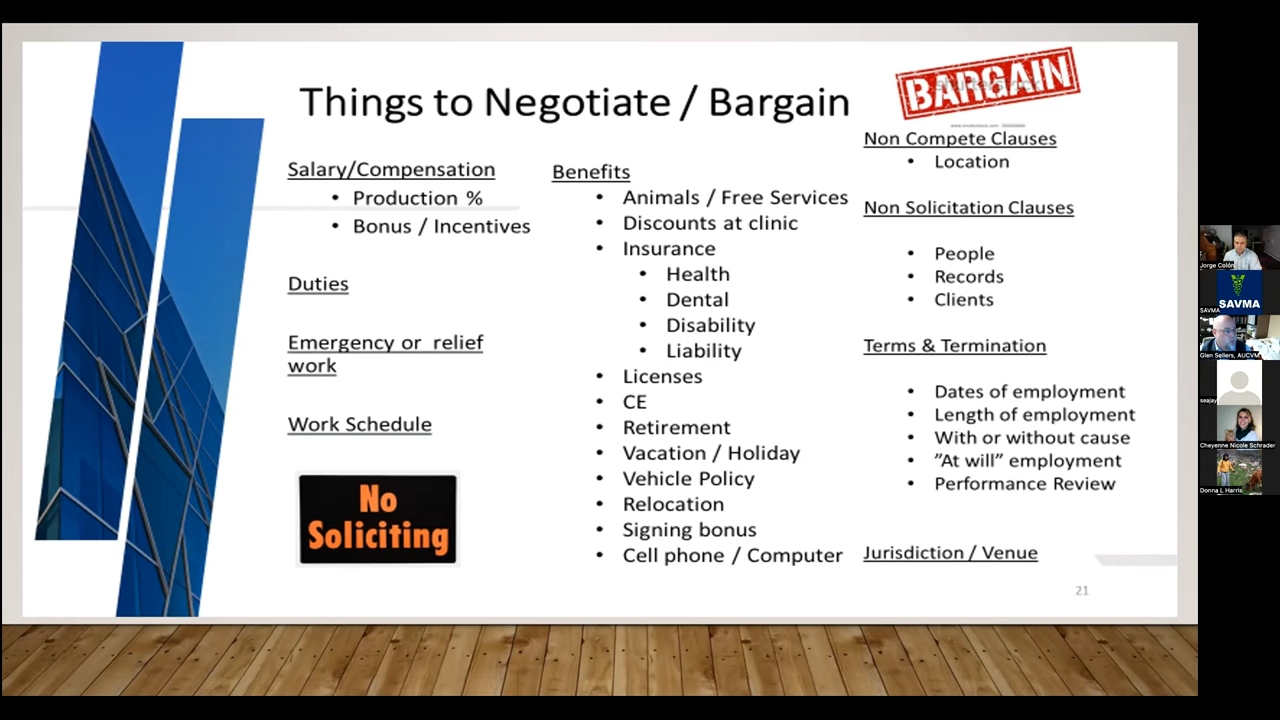 Things to Negotiate / Bargain
BARGAIN
Salary/Compensation
• Production %
• Bonus / Incentives
Duties
Emergency or relief
work
Work Schedule
No
Soliciting
Benefits
• Animals / Free Services
• Discounts at clinic
• Insurance
• Health
• Dental
• Disability
• Liability
• Licenses
• CE
• Retirement
• Vacation / Holiday
• Vehicle Policy
• Relocation
• Signing bonus
• Cell phone / Computer
Non Compete Clauses
• Location
Non Solicitation Clauses
• People
• Records
• Clients
Terms & Termination
• Dates of employment
• Length of employment
• With or without cause
• ”At will” employment
• Performance Review
Jurisdiction / Venue
21
Jorge Colón
SAVMA
SAVMA
Glen Sellers, AUCVM
seajay
Cheyenne Nicole Schrader
Donna L Harris